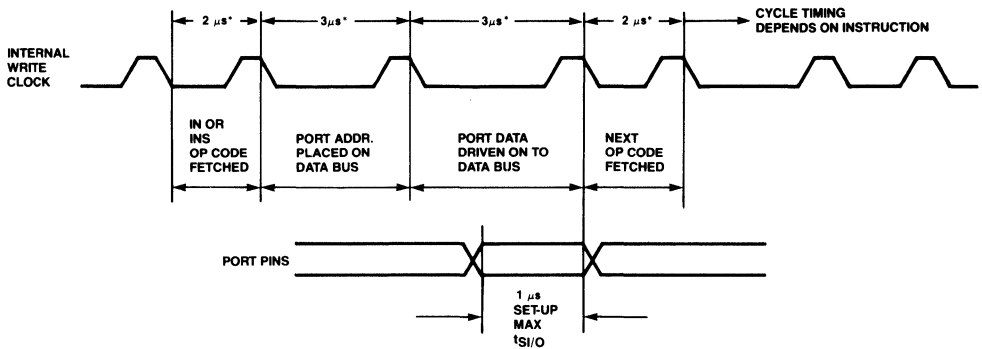 2 μs*
3μs*
3μs*
2 μs*
CYCLE TIMING
DEPENDS ON INSTRUCTION
INTERNAL
WRITE
CLOCK
IN OR
INS
OP CODE
FETCHED
PORT ADDR.
PLACED ON
DATA BUS
PORT DATA
DRIVEN ON TO
DATA BUS
NEXT
OP CODE
FETCHED
PORT PINS
1 μs
SET-UP
MAX
tSI/O